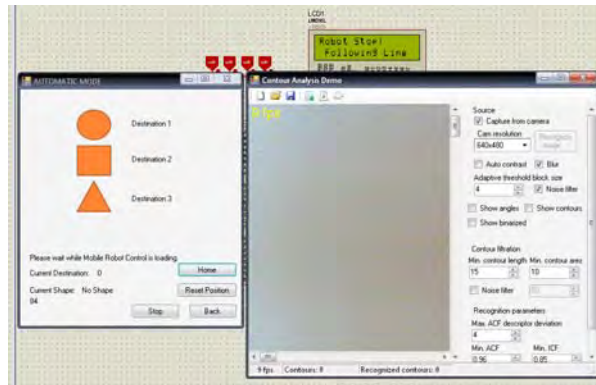 LCD1
Robot Stop!
Following Line
AUTOMATIC MODE
Destination 1
Destination 2
Destination 3
Please wait while Mobile Robot Control is loading.
Current Destination: 0
Home
Current Shape: No Shape
Reset Position
04
Stop
Back
Contour Analysis Demo
9 fps
Source
Capture from camera
Cam resolution
640x480
Recognize image
Auto contrast
Blur
Adaptive threshold block size
4
Noise filter
Show angles
Show contours
Show binarized
Contour filtration
Min. contour length
Min. contour area
15
10
Noise filter
Recognition parameters
Max. ACF descriptor deviation
4
Min. ACF
Min. ICF
0.96
0.85
9 fps
Contours: 8
Recognized contours: 0